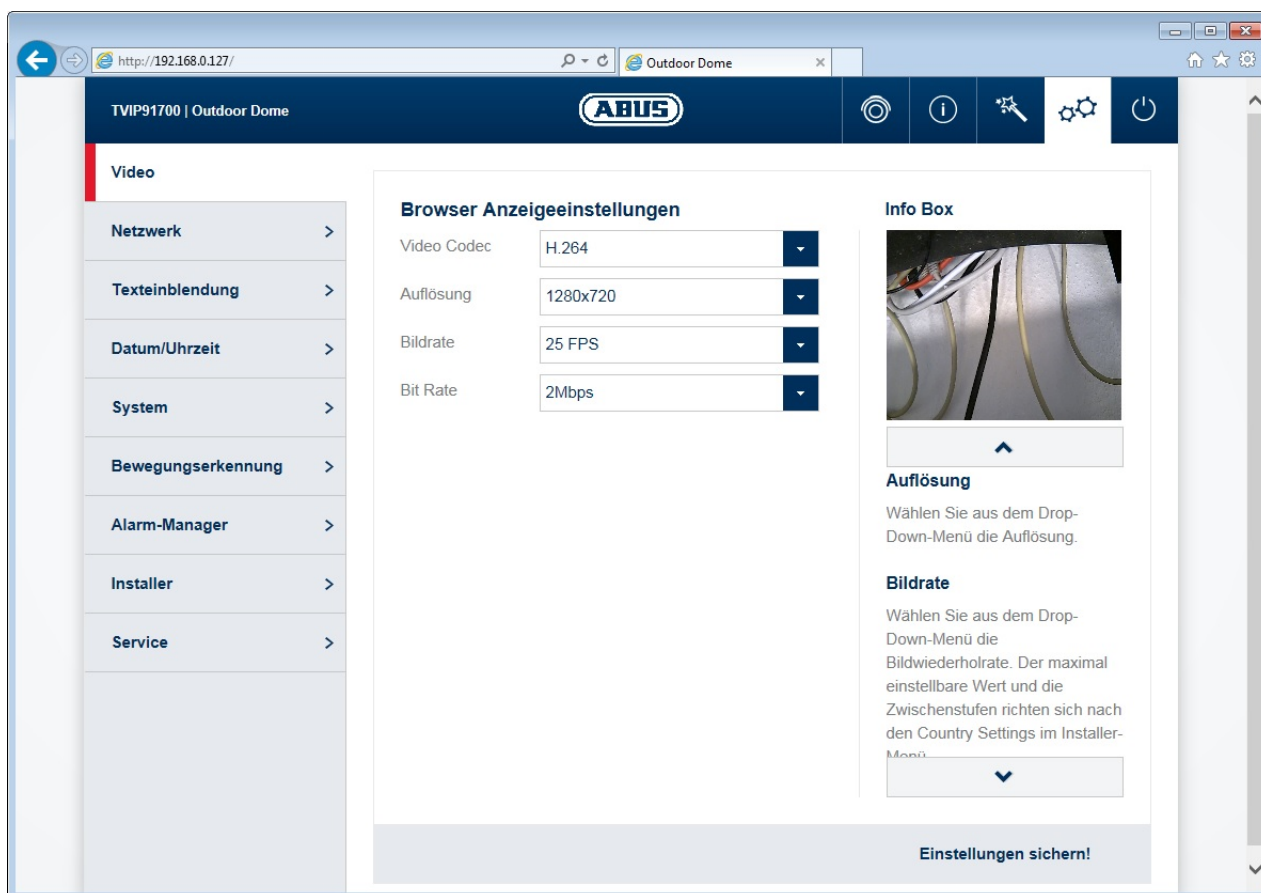 http://192.168.0.127/
Outdoor Dome
TVIP91700 | Outdoor Dome
ABUS
Video
Netzwerk
Texteinblendung
Datum/Uhrzeit
System
Bewegungserkennung
Alarm-Manager
Installer
Service
Browser Anzeigeeinstellungen
Video Codec
H.264
Auflösung
1280x720
Bildrate
25 FPS
Bit Rate
2Mbps
Info Box
Auflösung
Wählen Sie aus dem Drop-
Down-Menü die Auflösung.
Bildrate
Wählen Sie aus dem Drop-
Down-Menü die
Bildwiederholrate. Der maximal
einstellbare Wert und die
Zwischenstufen richten sich nach
den Country Settings im Installer-
Menü
Einstellungen sichern!